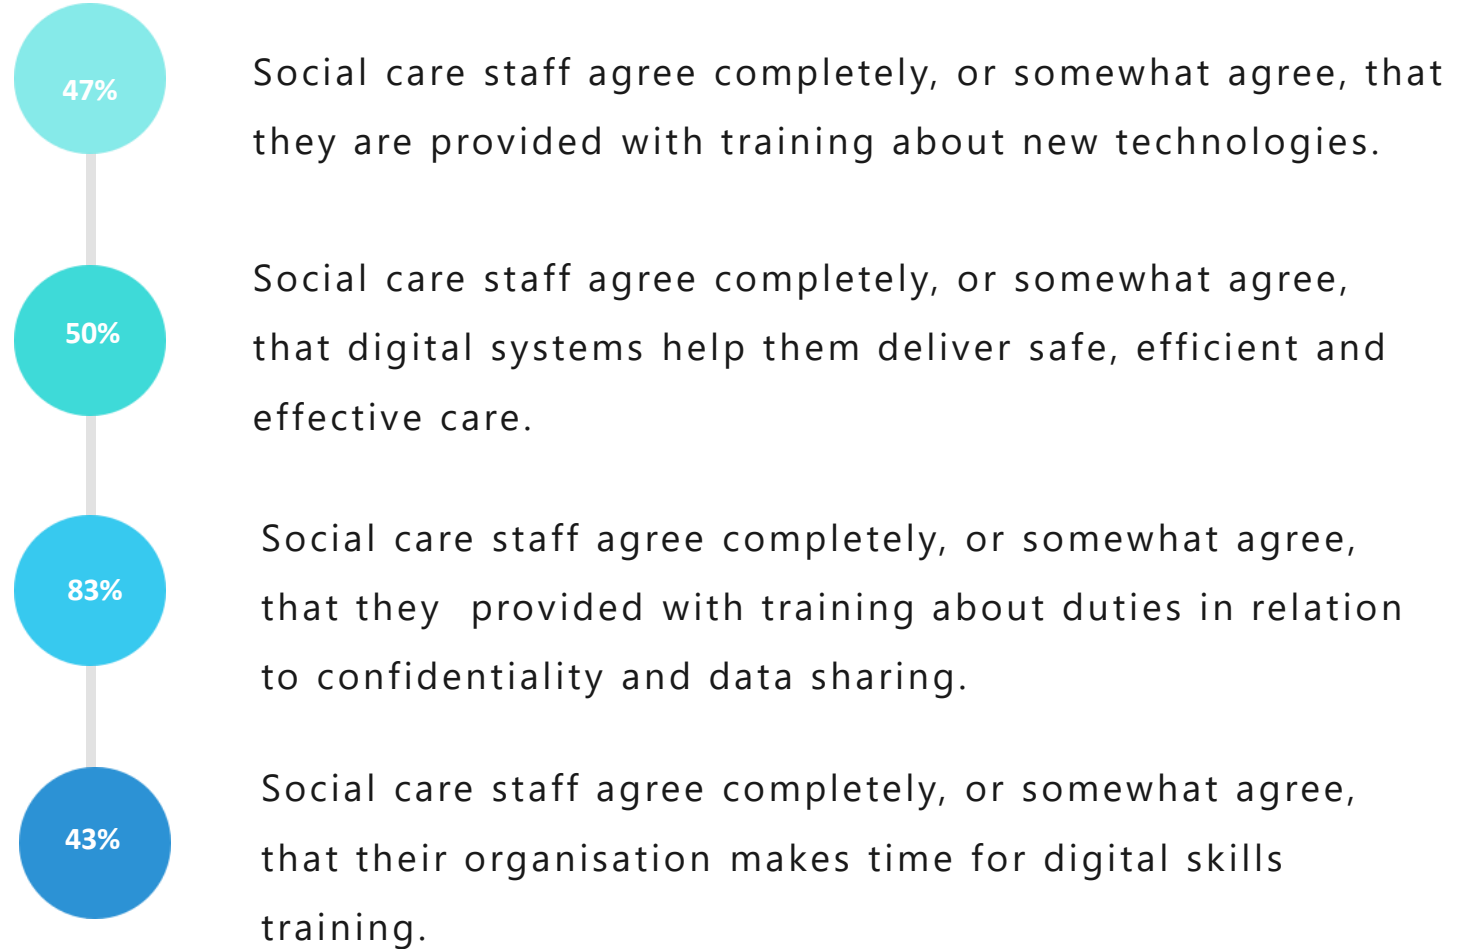 47%
Social care staff agree completely, or somewhat agree, that
they are provided with training about new technologies.
50%
Social care staff agree completely, or somewhat agree,
that digital systems help them deliver safe, efficient and
effective care.
83%
Social care staff agree completely, or somewhat agree,
that they  provided with training about duties in relation
to confidentiality and data sharing.
43%
Social care staff agree completely, or somewhat agree,
that their organisation makes time for digital skills
training.